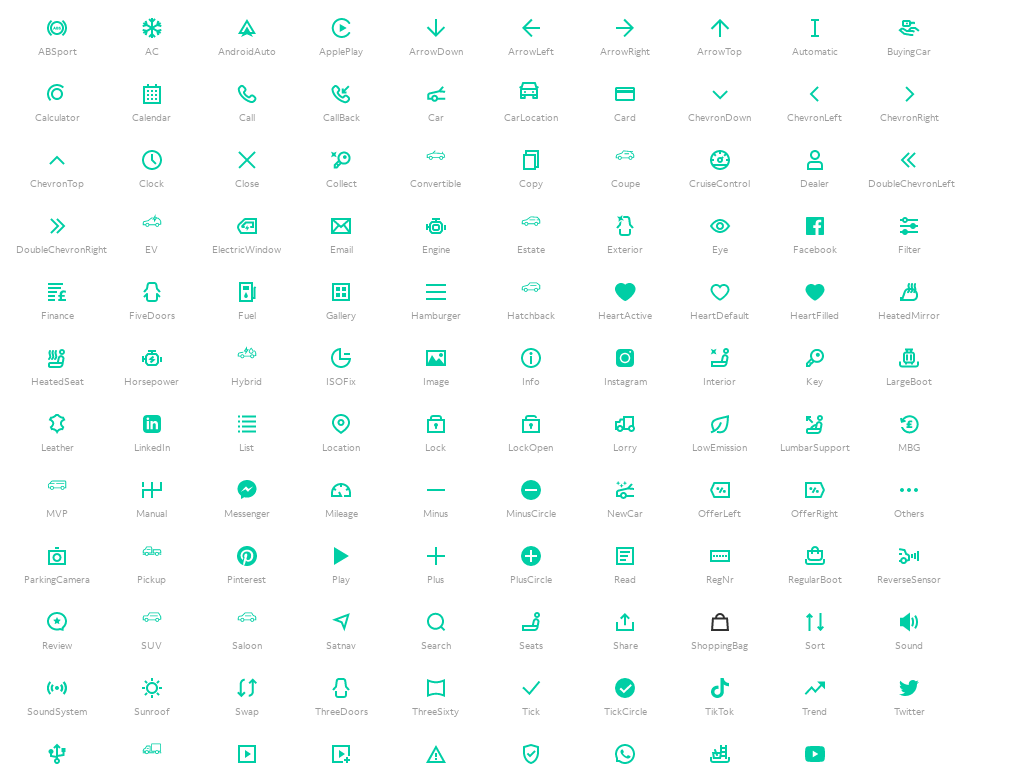 ABSport AC AndroidAuto ApplePlay ArrowDown ArrowLeft ArrowRight ArrowTop Automatic BuyingCar
Calculator Calendar Call CallBack Car CarLocation Card ChevronDown ChevronLeft ChevronRight
ChevronTop Clock Close Collect Convertible Copy Coupe CruiseControl Dealer DoubleChevronLeft
DoubleChevronRight EV ElectricWindow Email Engine Estate Exterior Eye Facebook Filter
Finance FiveDoors Fuel Gallery Hamburger Hatchback HeartActive HeartDefault HeartFilled HeatedMirror
HeatedSeat Horsepower Hybrid ISOFix Image Info Instagram Interior Key LargeBoot
Leather LinkedIn List Location Lock LockOpen Lorry LowEmission LumbarSupport MBG
MVP Manual Messenger Mileage Minus MinusCircle NewCar OfferLeft OfferRight Others
ParkingCamera Pickup Pinterest Play Plus PlusCircle Read RegNr RegularBoot ReverseSensor
Review SUV Saloon Satnav Search Seats Share ShoppingBag Sort Sound
SoundSystem Sunroof Swap ThreeDoors ThreeSixty Tick TickCircle TikTok Trend Twitter